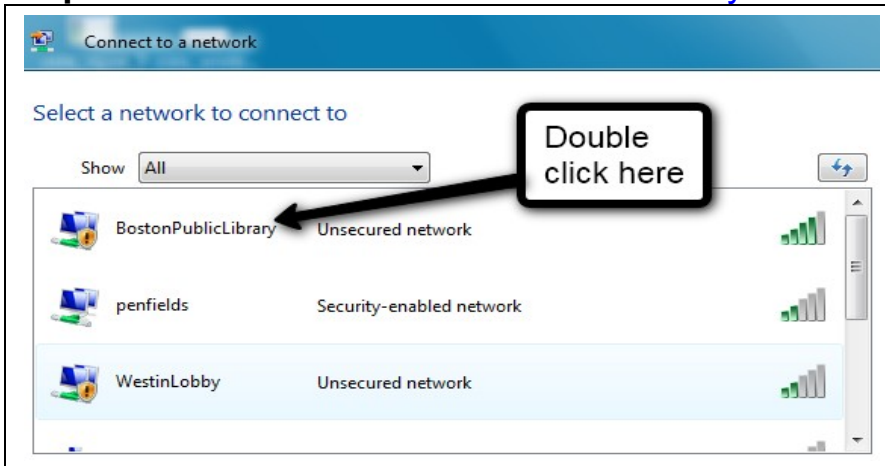 Connect to a network
Select a network to connect to
Double
click here
Show All
BostonPublicLibrary Unsecured network
penfields Security-enabled network
WestinLobby Unsecured network